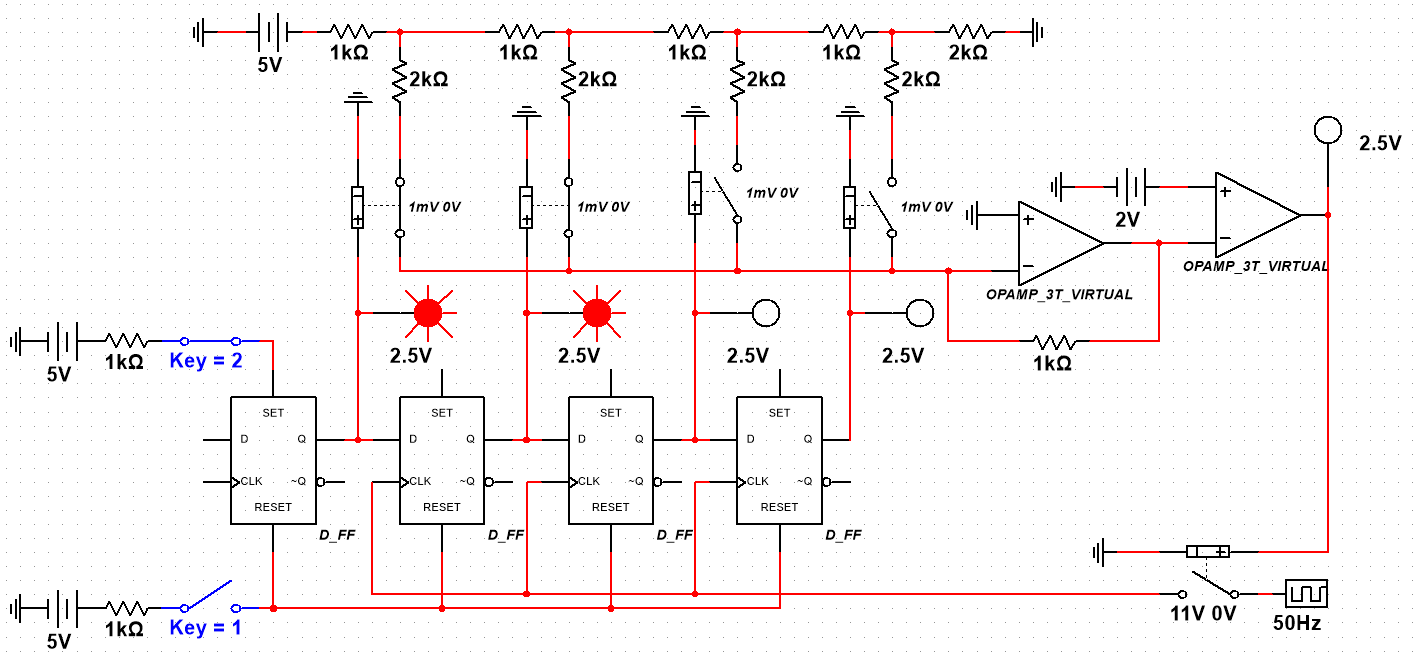 5V
1kΩ
1kΩ
1kΩ
1kΩ
2kΩ
2kΩ
2kΩ
2kΩ
2kΩ
2.5V
1mV 0V
1mV 0V
1mV 0V
1mV 0V
2V
OPAMP_3T_VIRTUAL
OPAMP_3T_VIRTUAL
2.5V
2.5V
2.5V
2.5V
1kΩ
5V
1kΩ
Key = 2
SET
D Q
CLK ~Q
RESET
D_FF
SET
D Q
CLK ~Q
RESET
D_FF
SET
D Q
CLK ~Q
RESET
D_FF
SET
D Q
CLK ~Q
RESET
D_FF
5V
1kΩ
Key = 1
11V 0V
50Hz